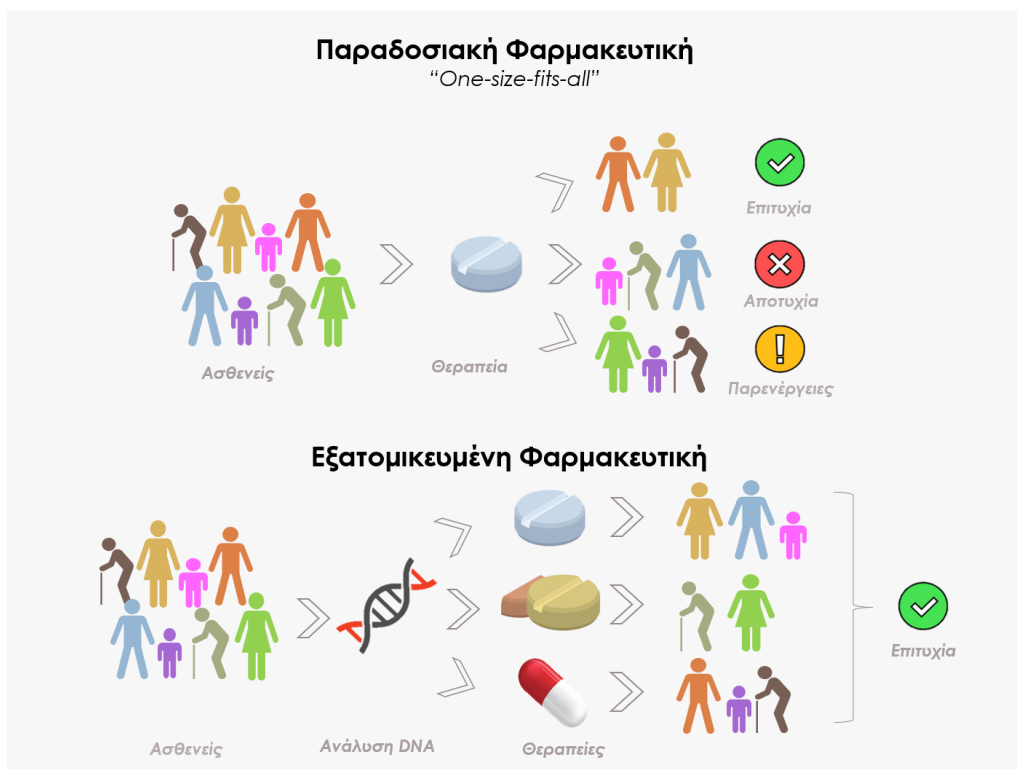 Παραδοσιακή Φαρμακευτική
“One-size-fits-all”
Επιτυχία
Αποτυχία
Θεραπεία
Ασθενείς
Παρενέργειες
Εξατομικευμένη Φαρμακευτική
Επιτυχία
Ασθενείς
Ανάλυση DNA
Θεραπείες